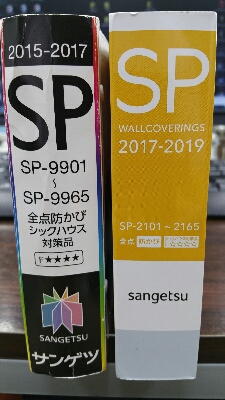 2015-2017
SP
SP-9901
～
SP-9965
全点防かび
シックハウス
対策品
F★★★★
SANGETSU
サンゲツ
SP
WALLCOVERINGS
2017-2019
SP-2101～2165
全点
防かび
sangetsu